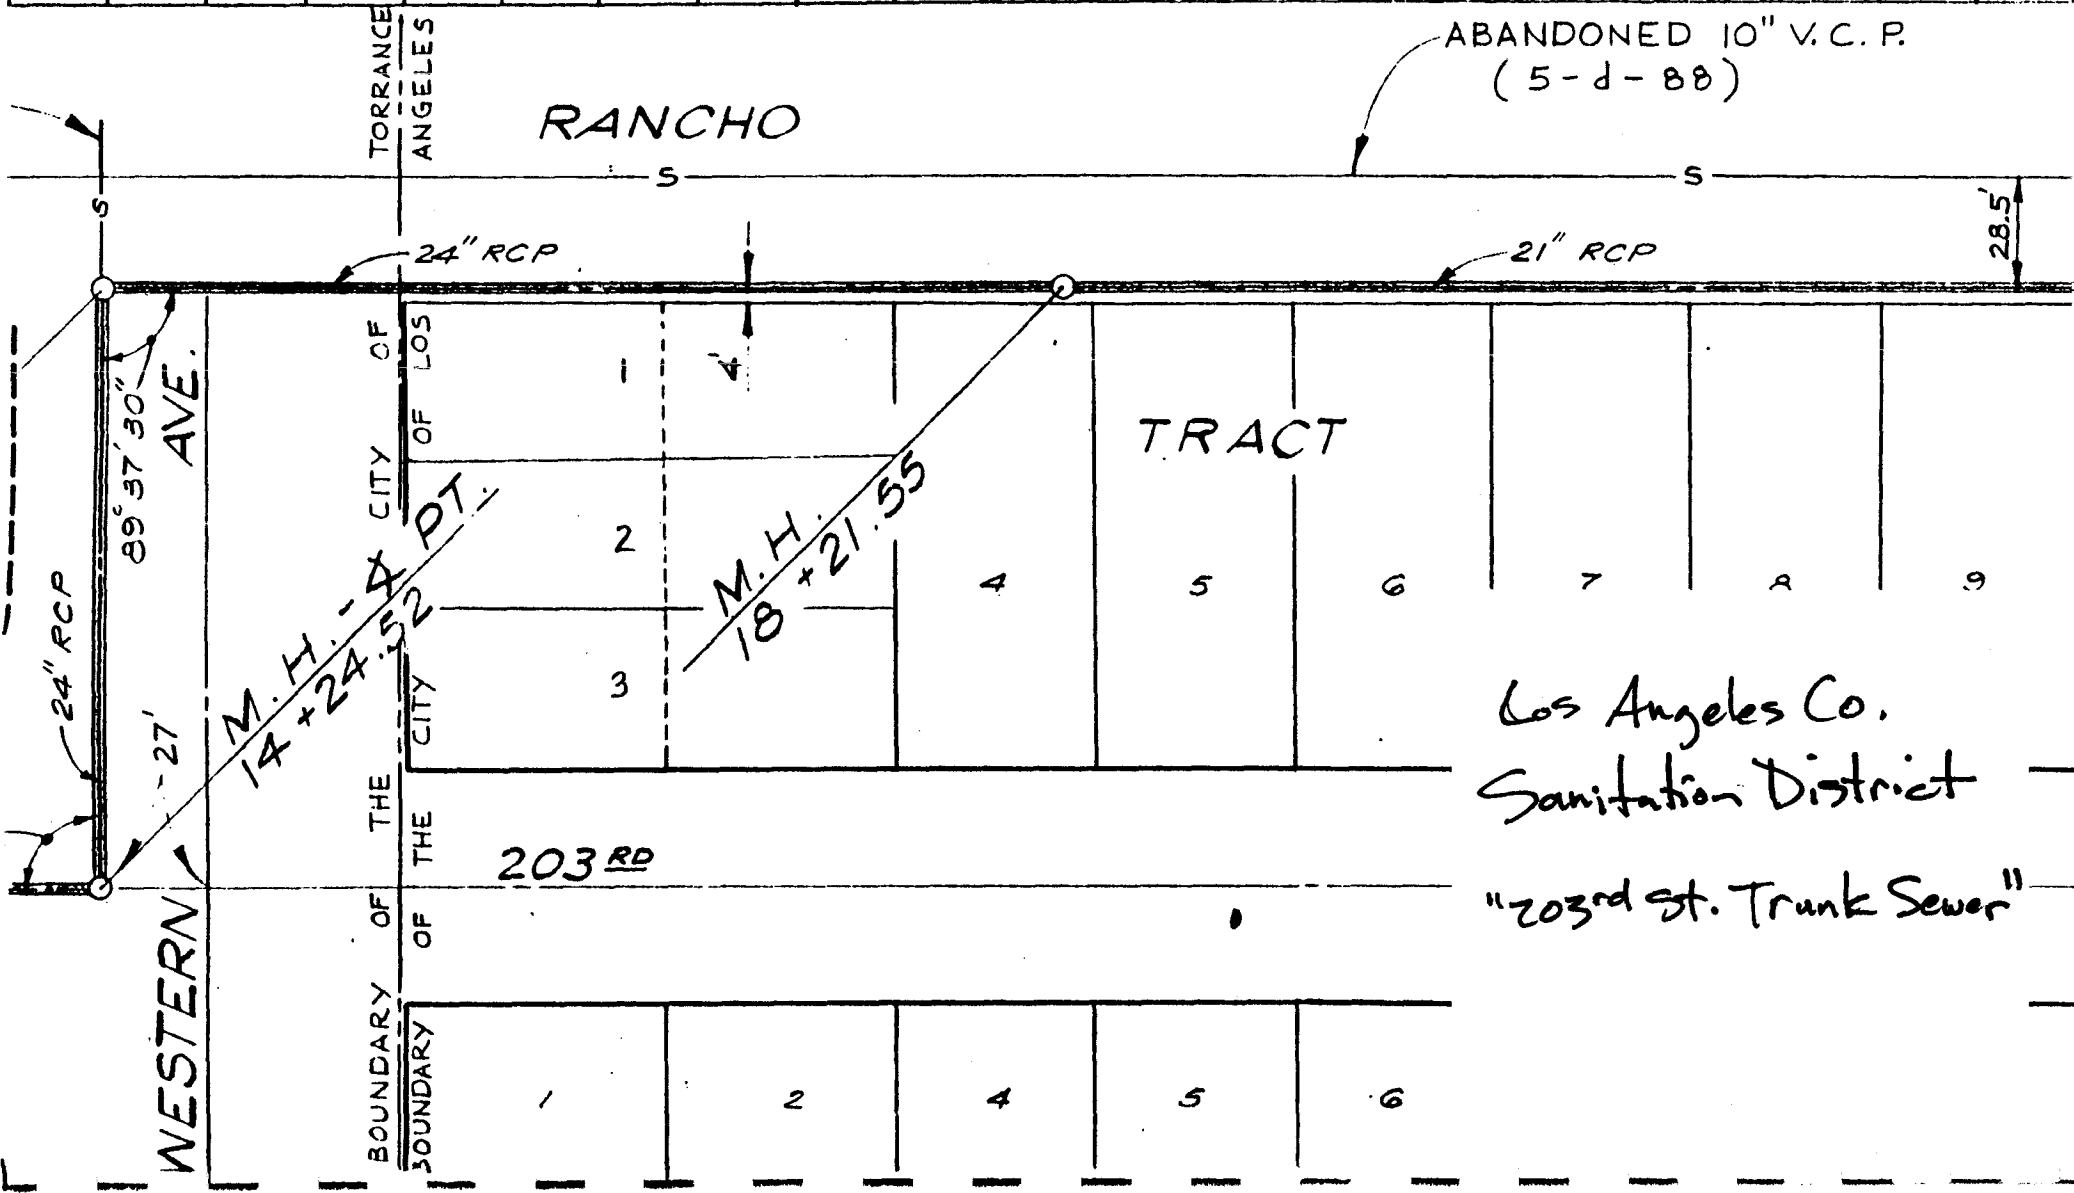 ABANDONED 10" V.C.P.
(5-d-88)
TORRANCE
ANGELES
RANCHO
S
S
S
28.5'
24" RCP
21" RCP
1
4'
TRACT
AVE.
89° 37' 30"
CITY OF
OF LOS
M.H. - ∡ PT.
14 + 24.52
2
M.H.
18 + 21.55
4
5
6
7
8
9
24" RCP
27'
3
CITY
Los Angeles Co.
Sanitation District
"203rd St. Trunk Sewer"
203 RD
WESTERN
BOUNDARY OF THE
BOUNDARY OF THE
1
2
4
5
6